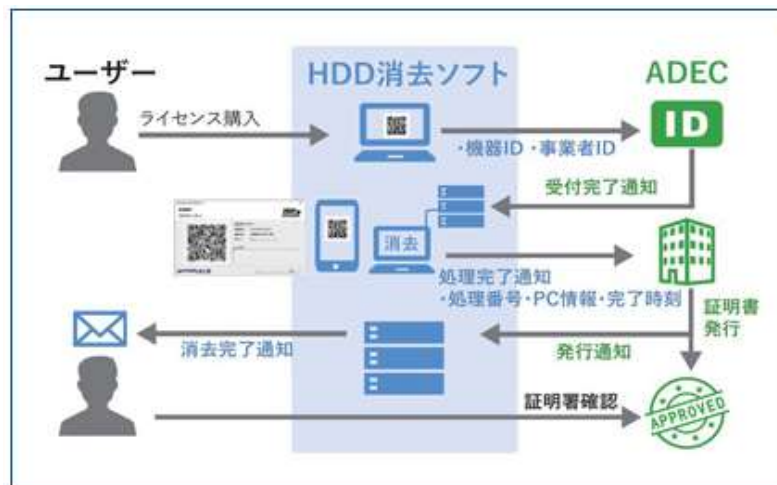 ユーザー
HDD消去ソフト
ADEC
ライセンス購入
ID
・機器ID・事業者ID
受付完了通知
消去
処理完了通知
・処理番号・PC情報・完了時刻
証明書
発行
消去完了通知
発行通知
証明署確認
APPROVED